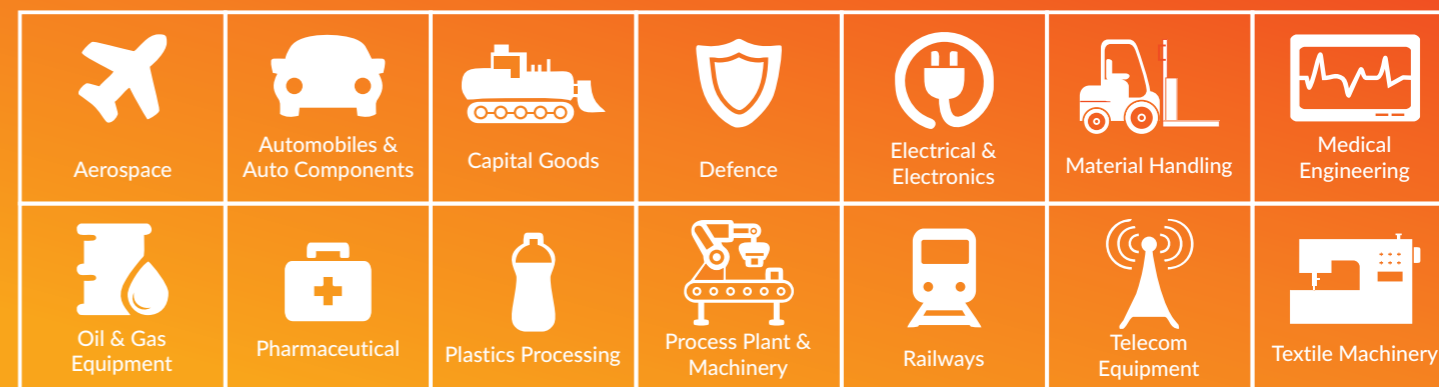 Aerospace
Automobiles &
Auto Components
Capital Goods
Defence
Electrical &
Electronics
Material Handling
Medical
Engineering
Oil & Gas
Equipment
Pharmaceutical
Plastics Processing
Process Plant &
Machinery
Railways
Telecom
Equipment
Textile Machinery